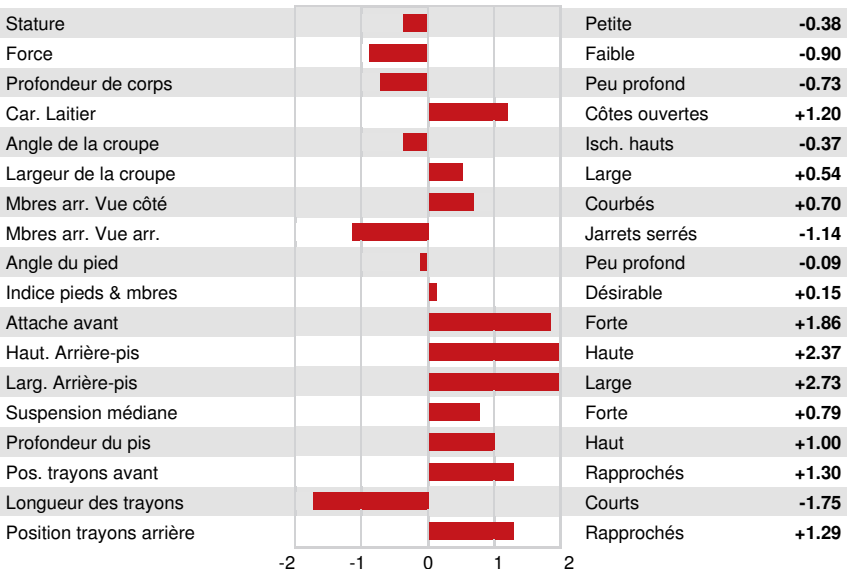 Stature Petite -0.38
Force Faible -0.90
Profondeur de corps Peu profond -0.73
Car. Laitier Côtes ouvertes +1.20
Angle de la croupe Isch. hauts -0.37
Largeur de la croupe Large +0.54
Mbres arr. Vue côté Courbés +0.70
Mbres arr. Vue arr. Jarrets serrés -1.14
Angle du pied Peu profond -0.09
Indice pieds & mbres Désirable +0.15
Attache avant Forte +1.86
Haut. Arrière-pis Haute +2.37
Larg. Arrière-pis Large +2.73
Suspension médiane Forte +0.79
Profondeur du pis Haut +1.00
Pos. trayons avant Rapprochés +1.30
Longueur des trayons Courts -1.75
Position trayons arrière Rapprochés +1.29
-2 -1 0 1 2